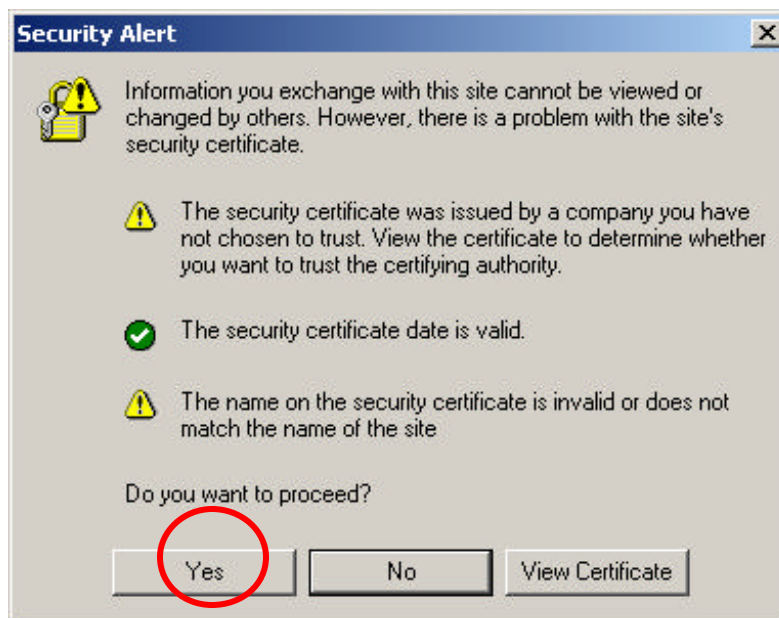 Security Alert
Information you exchange with this site cannot be viewed or
changed by others. However, there is a problem with the site's
security certificate.
The security certificate was issued by a company you have
not chosen to trust. View the certificate to determine whether
you want to trust the certifying authority.
The security certificate date is valid.
The name on the security certificate is invalid or does not
match the name of the site
Do you want to proceed?
Yes No View Certificate